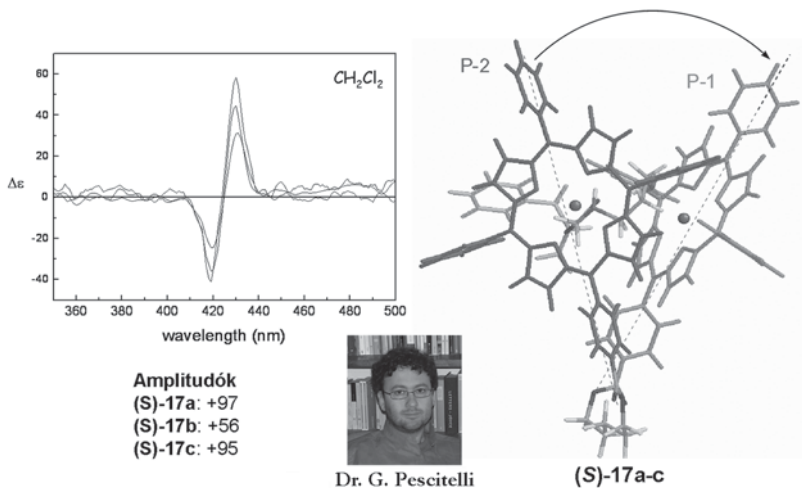 60
40
20
Δε
0
-20
-40
CH₂Cl₂
360 380 400 420 440 460 480 500
wavelength (nm)
P-2
P-1
Amplitudók
(S)-17a: +97
(S)-17b: +56
(S)-17c: +95
Dr. G. Pescitelli
(S)-17a-c